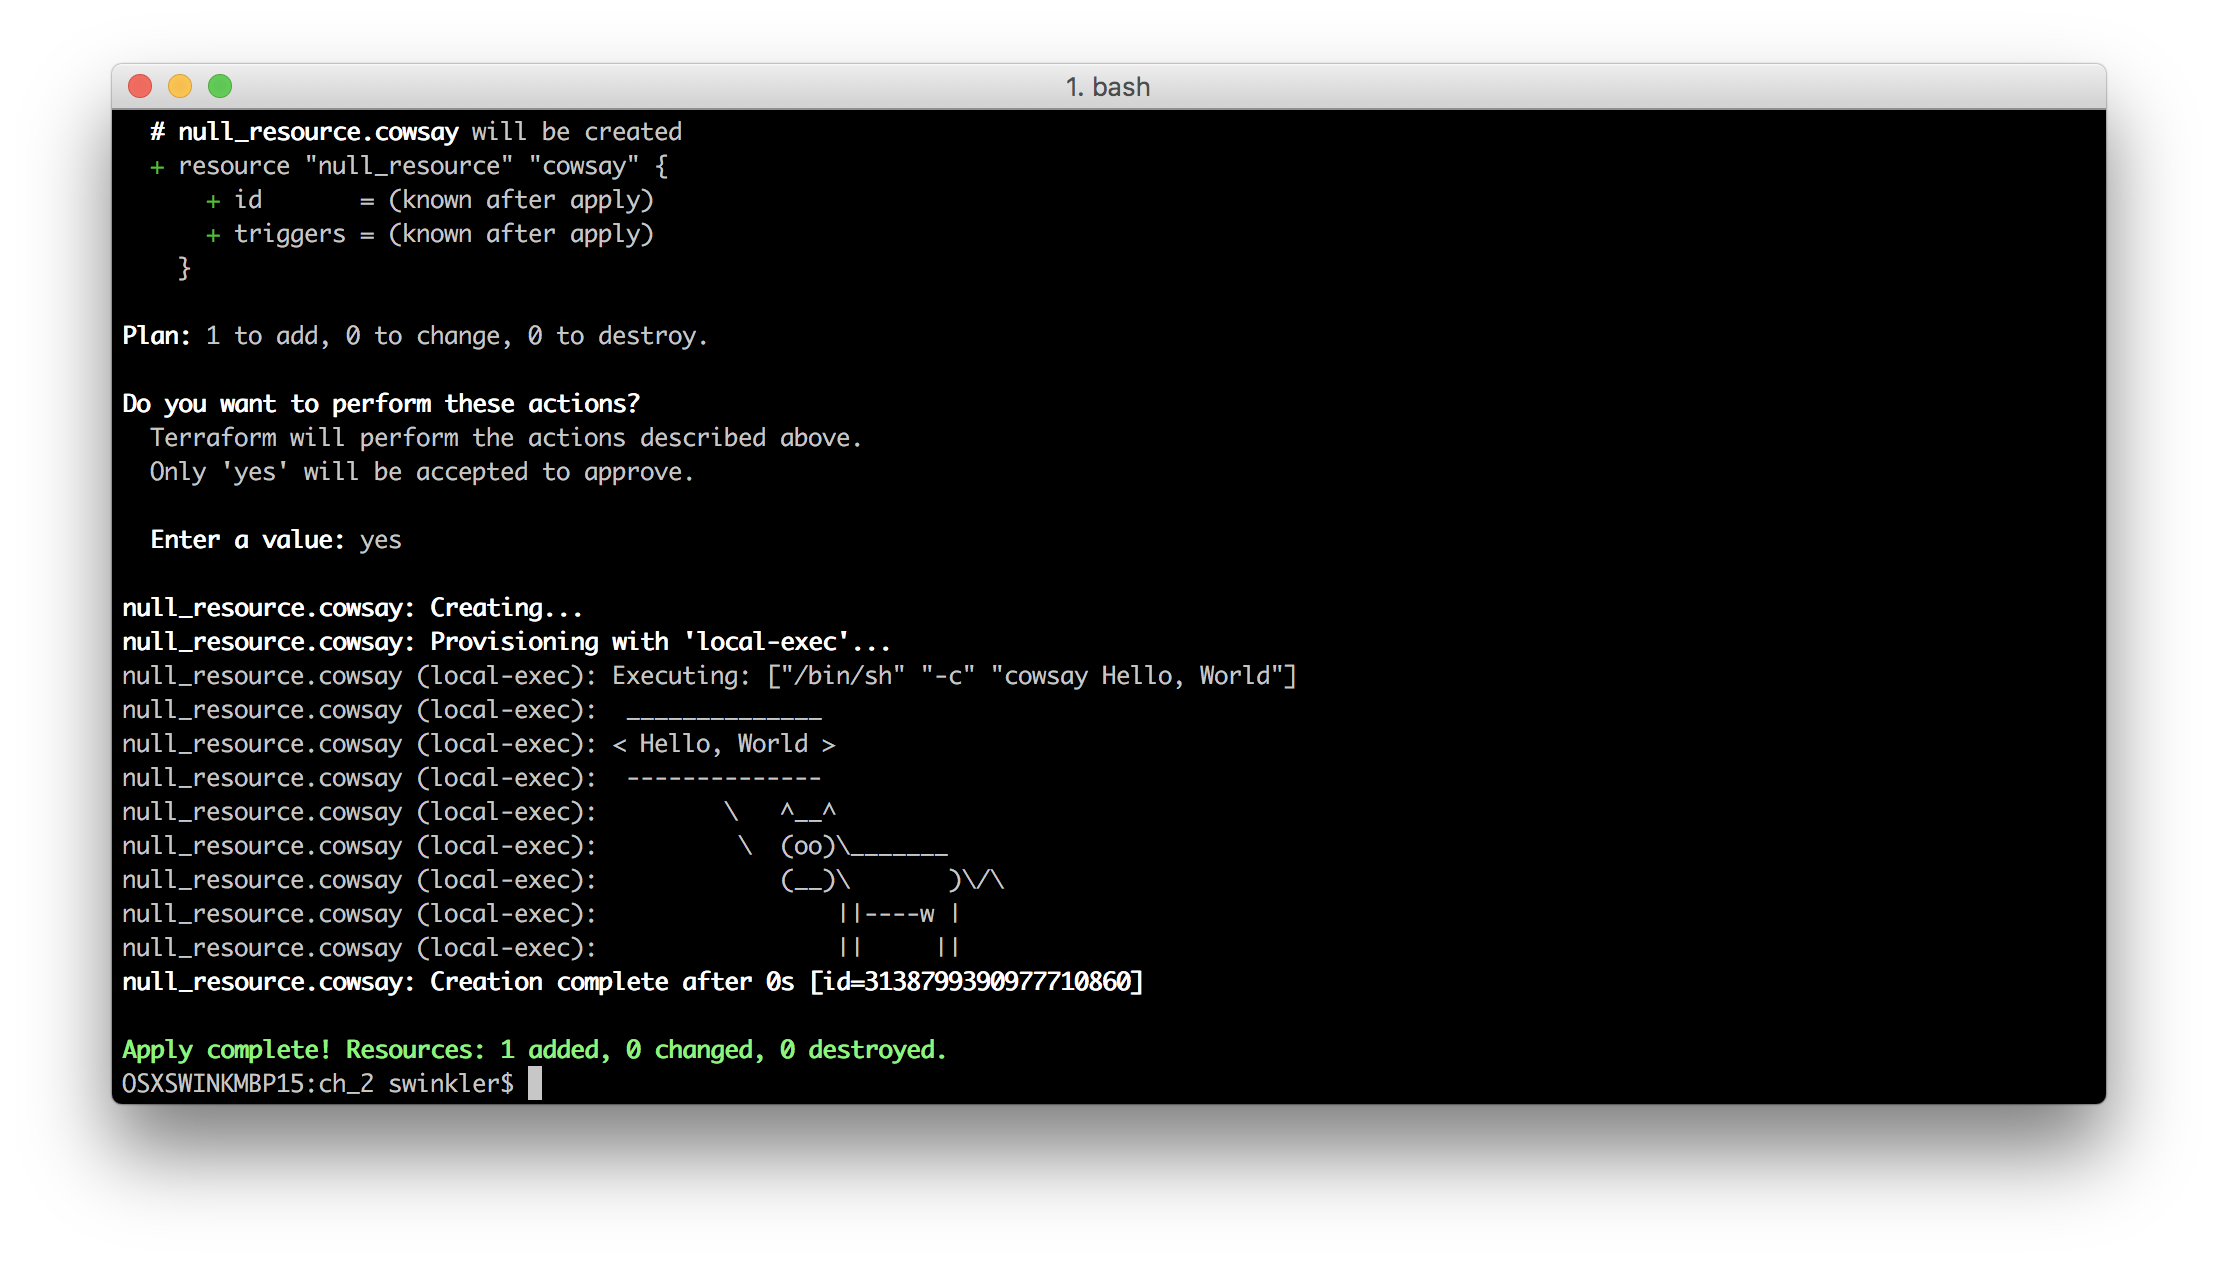 1. bash
  # null_resource.cowsay will be created
  + resource "null_resource" "cowsay" {
      + id       = (known after apply)
      + triggers = (known after apply)
    }

Plan: 1 to add, 0 to change, 0 to destroy.

Do you want to perform these actions?
  Terraform will perform the actions described above.
  Only 'yes' will be accepted to approve.

  Enter a value: yes

null_resource.cowsay: Creating...
null_resource.cowsay: Provisioning with 'local-exec'...
null_resource.cowsay (local-exec): Executing: ["/bin/sh" "-c" "cowsay Hello, World"]
null_resource.cowsay (local-exec):  ______________
null_resource.cowsay (local-exec): < Hello, World >
null_resource.cowsay (local-exec):  --------------
null_resource.cowsay (local-exec):         \   ^__^
null_resource.cowsay (local-exec):          \  (oo)\_______
null_resource.cowsay (local-exec):             (__)\       )\/\
null_resource.cowsay (local-exec):                 ||----w |
null_resource.cowsay (local-exec):                 ||     ||
null_resource.cowsay: Creation complete after 0s [id=3138799390977710860]

Apply complete! Resources: 1 added, 0 changed, 0 destroyed.
OSXSWINKMBP15:ch_2 swinkler$